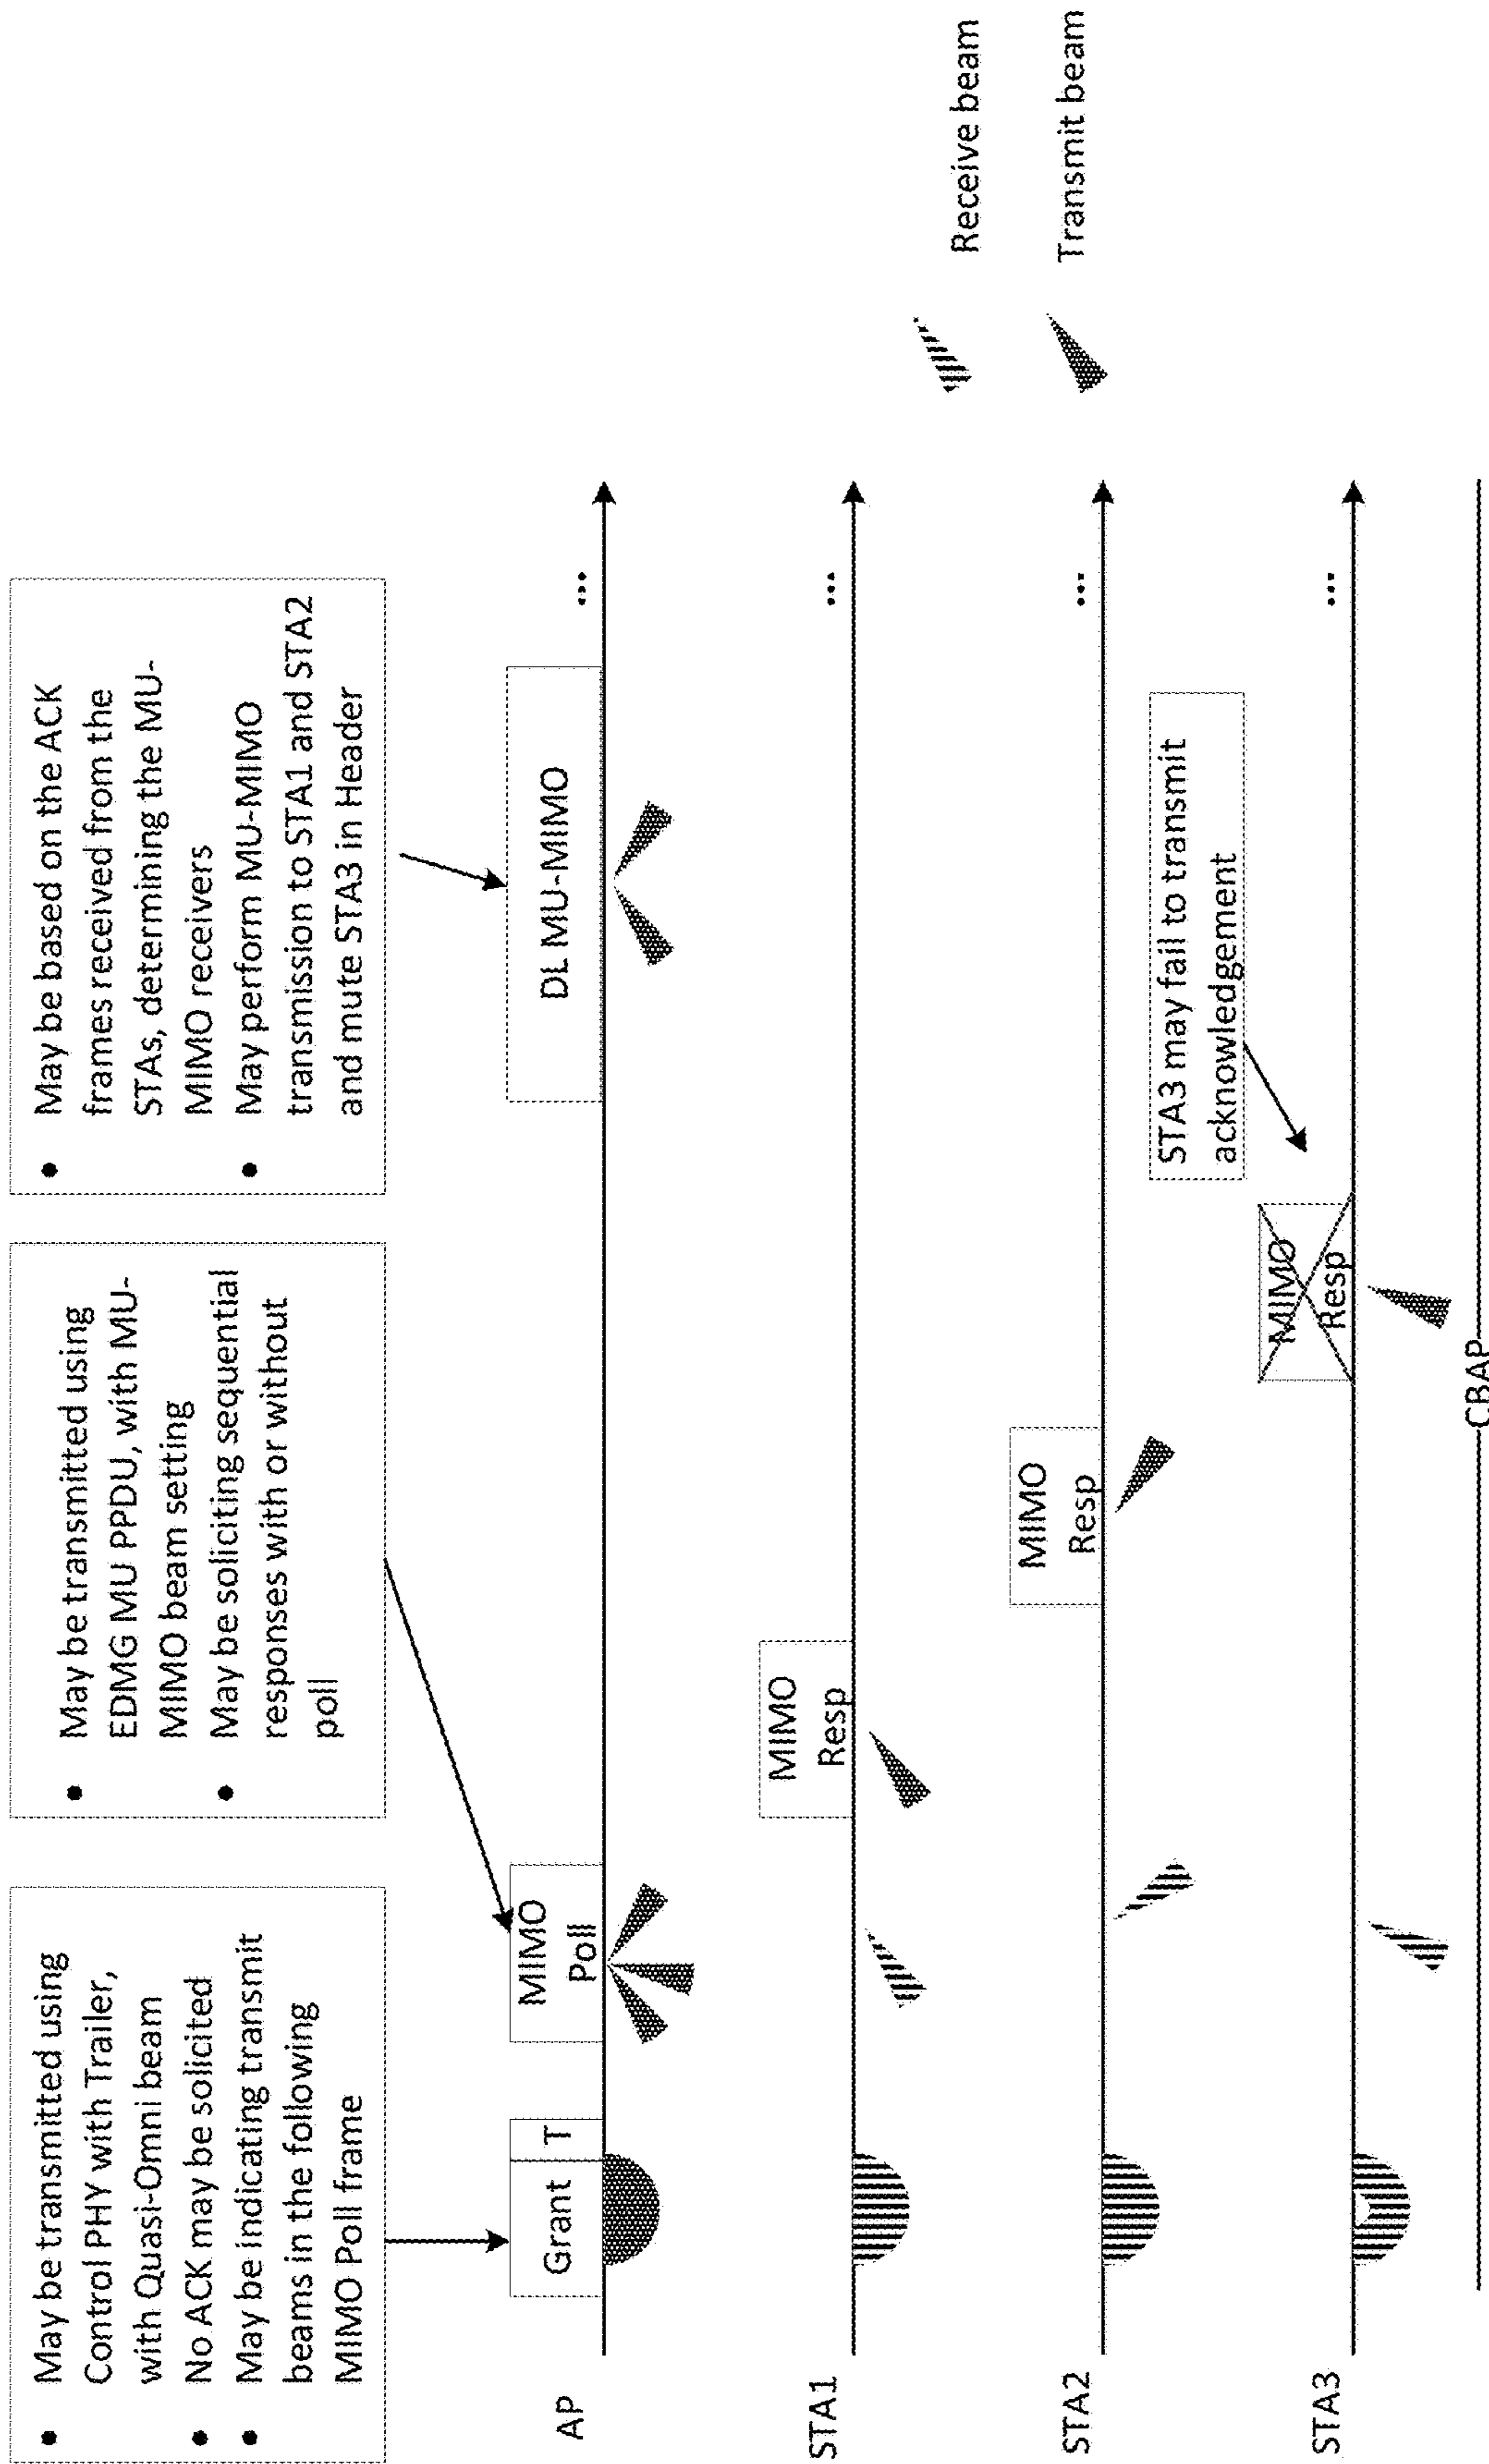 • May be transmitted using
Control PHY with Trailer,
with Quasi-Omni beam
• No ACK may be solicited
• May be indicating transmit
beams in the following
MIMO Poll frame
• May be transmitted using
EDMG MU PPDU, with MU-
MIMO beam setting
• May be soliciting sequential
responses with or without
poll
• May be based on the ACK
frames received from the
STAs, determining the MU-
MIMO receivers
• May perform MU-MIMO
transmission to STA1 and STA2
and mute STA3 in Header
AP
Grant
T
MIMO
Poll
DL MU-MIMO
...
STA1
MIMO
Resp
...
STA2
MIMO
Resp
...
STA3 may fail to transmit
acknowledgement
STA3
MIMO
Resp
...
CBAP
Receive beam
Transmit beam